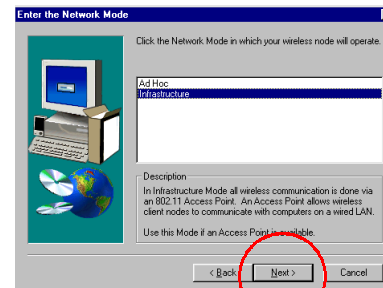 Enter the Network Mode
Click the Network Mode in which your wireless node will operate.
Ad Hoc
Infrastructure
Description
In Infrastructure Mode all wireless communication is done via
an 802.11 Access Point. An Access Point allows wireless
client nodes to communicate with computers on a wired LAN.
Use this Mode if an Access Point is available.
< Back
Next >
Cancel